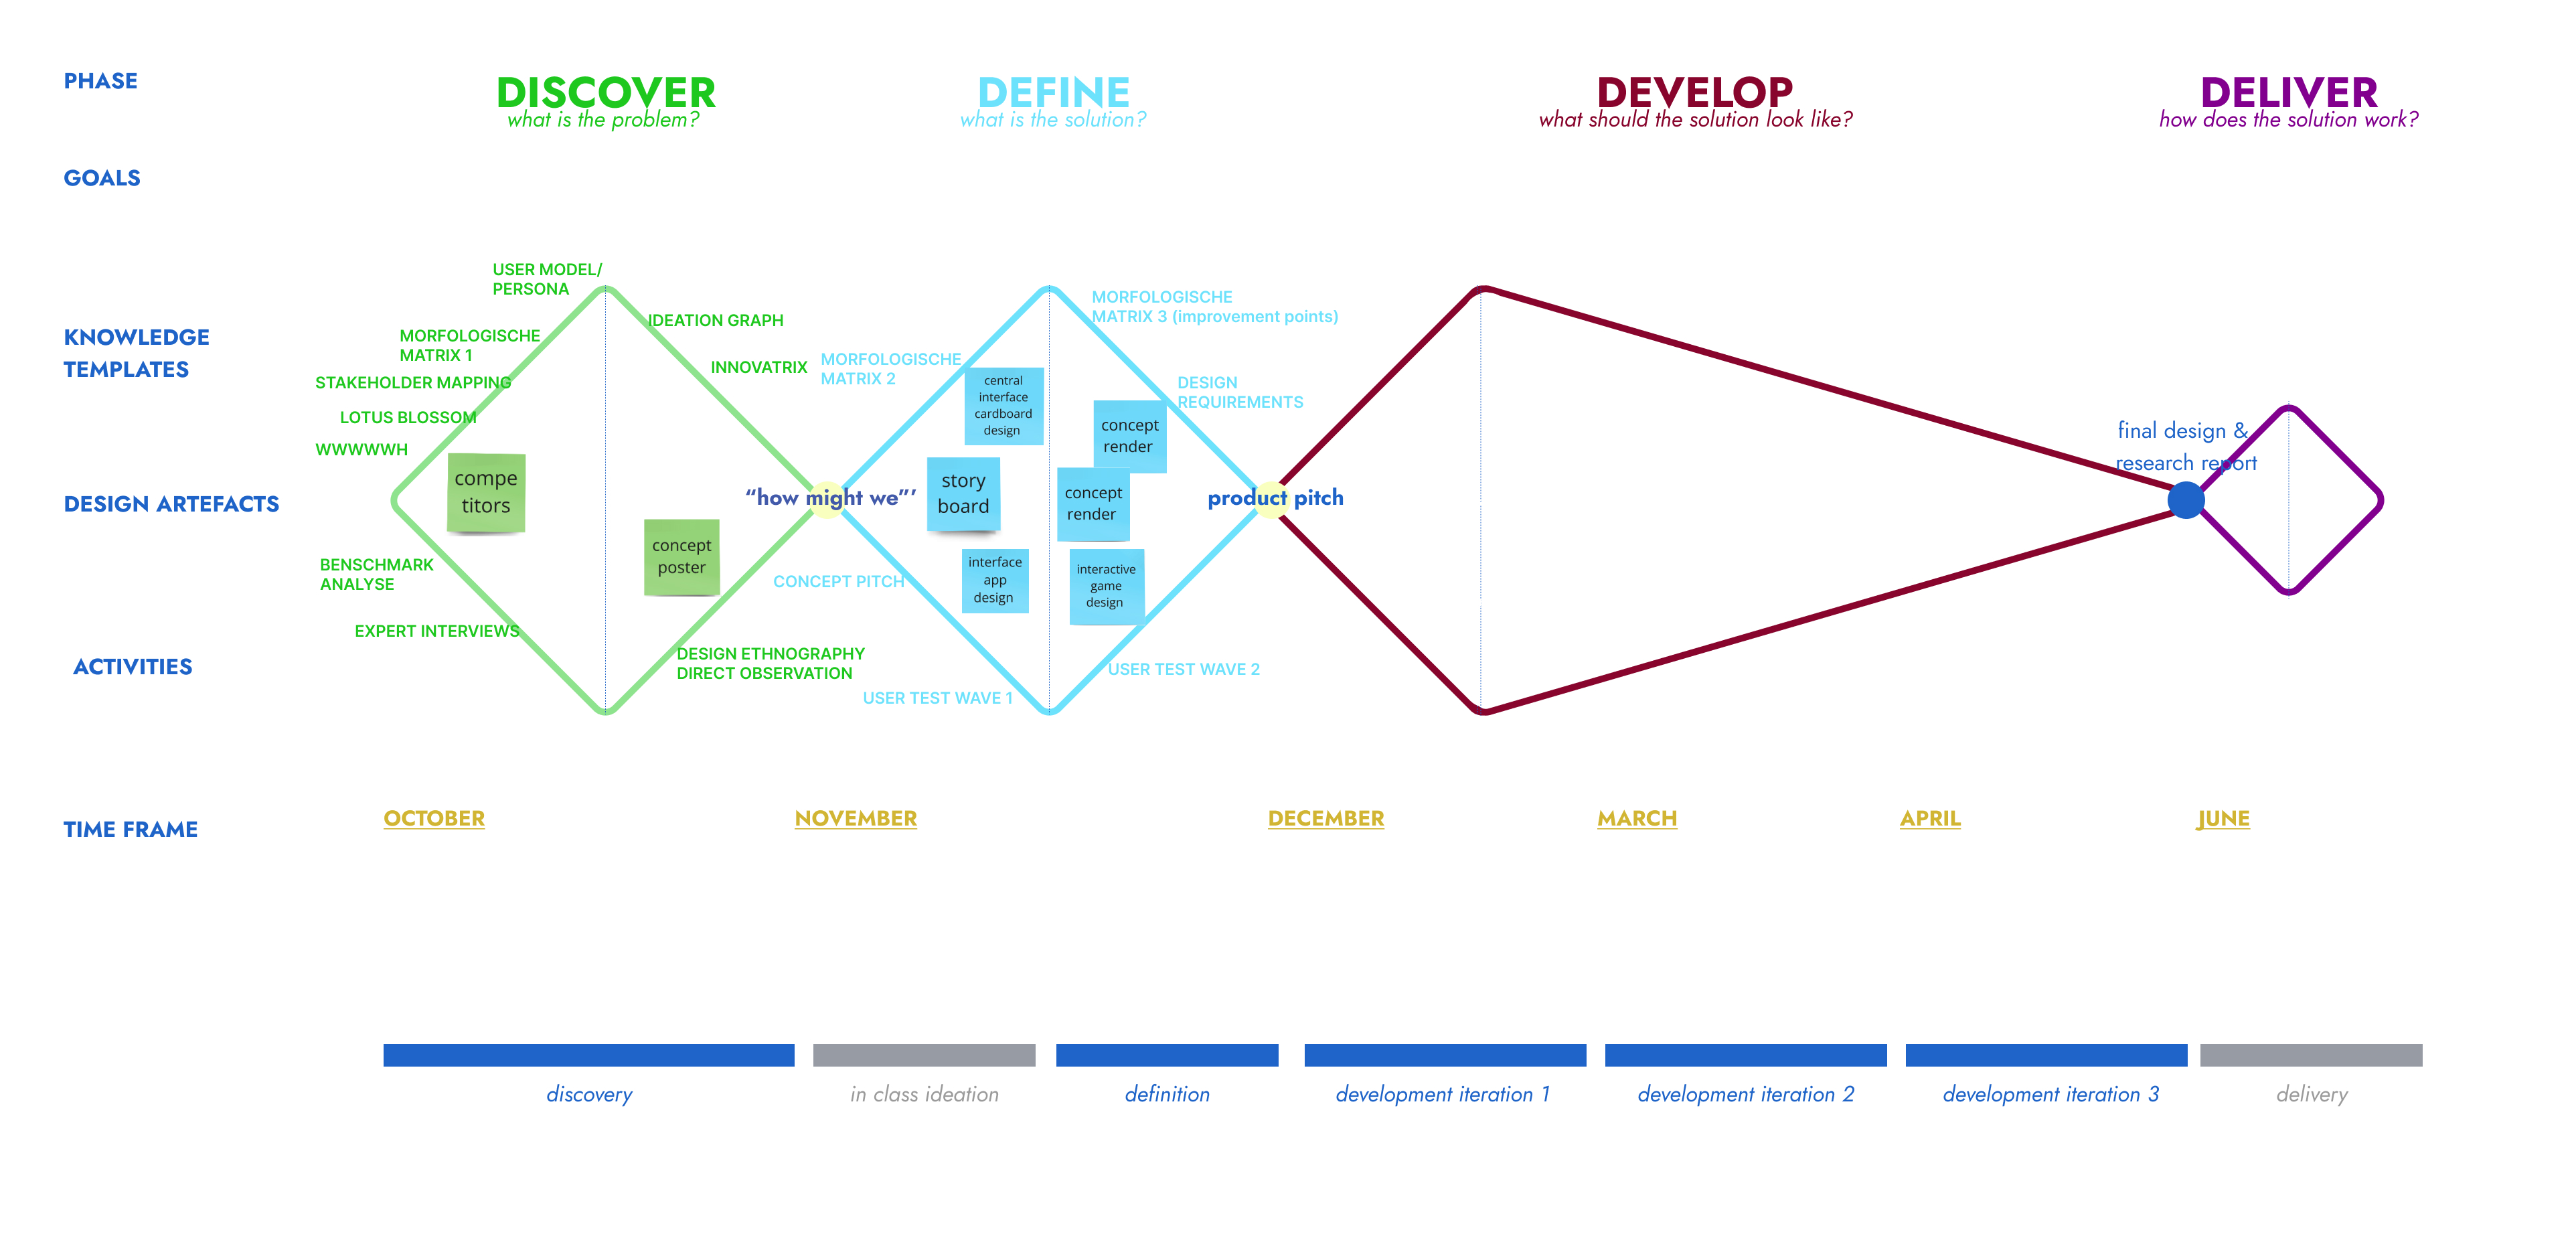 PHASE
DISCOVER
what is the problem?
DEFINE
what is the solution?
DEVELOP
what should the solution look like?
DELIVER
how does the solution work?
GOALS
KNOWLEDGE
TEMPLATES
USER MODEL/
PERSONA
MORFOLOGISCHE
MATRIX 1
STAKEHOLDER MAPPING
LOTUS BLOSSOM
WWWWWH
IDEATION GRAPH
INNOVATRIX
MORFOLOGISCHE
MATRIX 2
MORFOLOGISCHE
MATRIX 3 (improvement points)
DESIGN
REQUIREMENTS
DESIGN ARTEFACTS
compe
titors
concept
poster
“how might we”’
central
interface
cardboard
design
story
board
interface
app
design
concept
render
concept
render
interactive
game
design
product pitch
final design &
research report
ACTIVITIES
BENSCHMARK
ANALYSE
EXPERT INTERVIEWS
DESIGN ETHNOGRAPHY
DIRECT OBSERVATION
CONCEPT PITCH
USER TEST WAVE 1
USER TEST WAVE 2
TIME FRAME
OCTOBER
NOVEMBER
DECEMBER
MARCH
APRIL
JUNE
discovery
in class ideation
definition
development iteration 1
development iteration 2
development iteration 3
delivery